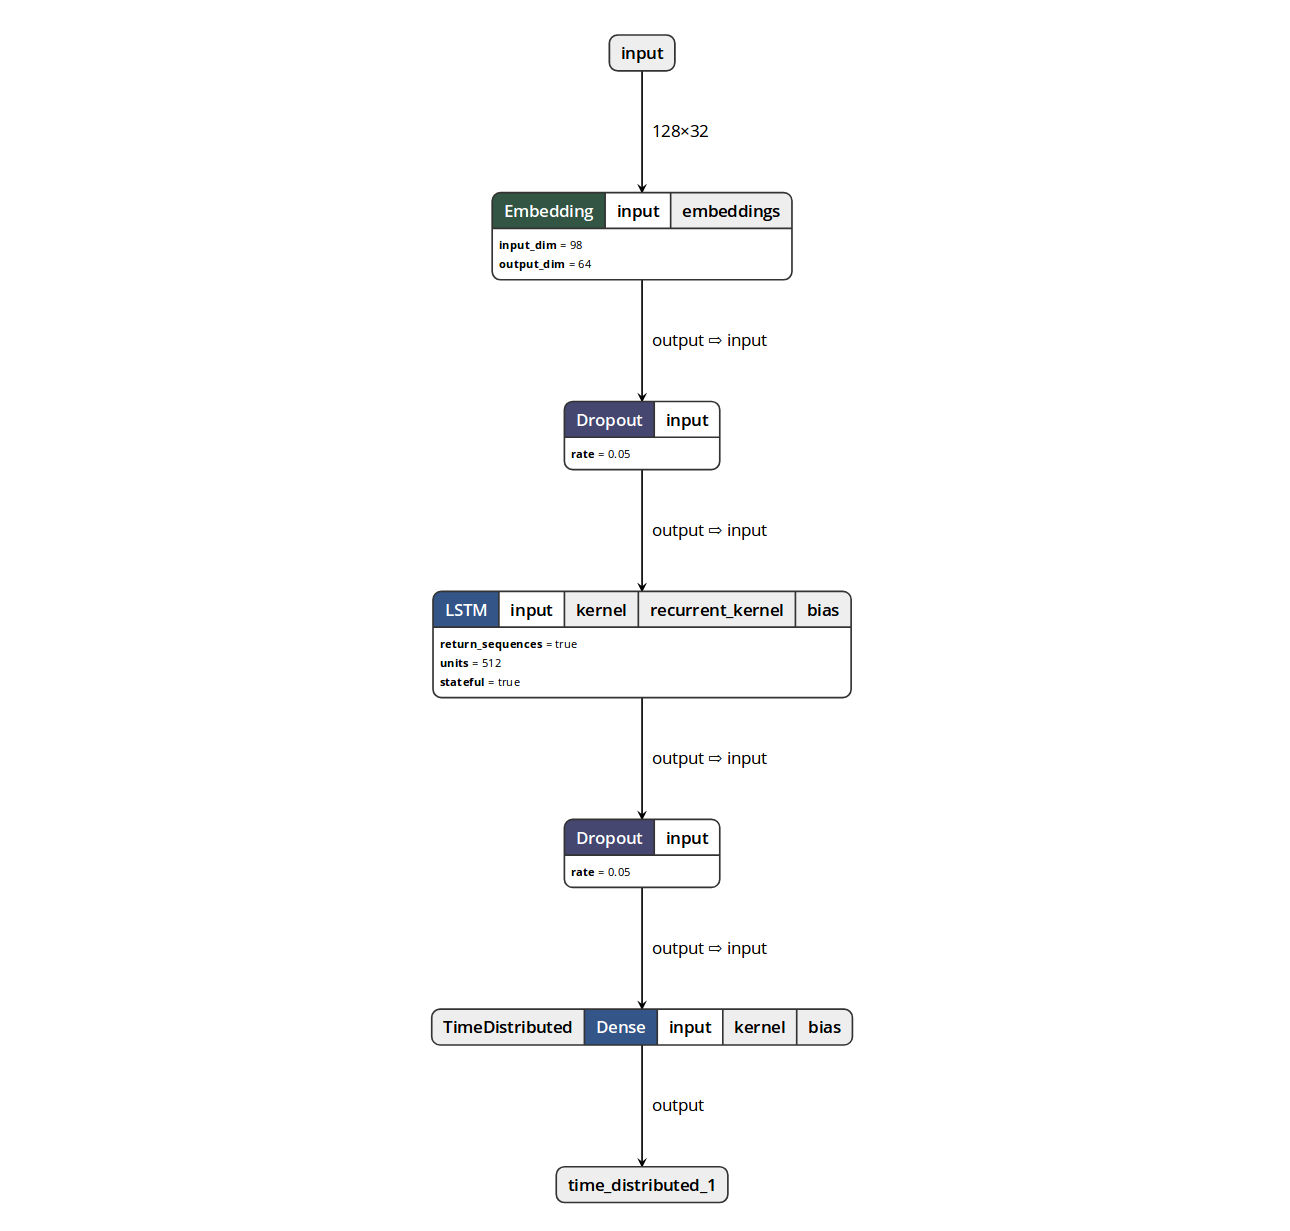 input
128×32
Embedding input embeddings
input_dim = 98
output_dim = 64
output ⇨ input
Dropout input
rate = 0.05
output ⇨ input
LSTM input kernel recurrent_kernel bias
return_sequences = true
units = 512
stateful = true
output ⇨ input
Dropout input
rate = 0.05
output ⇨ input
TimeDistributed Dense input kernel bias
output
time_distributed_1